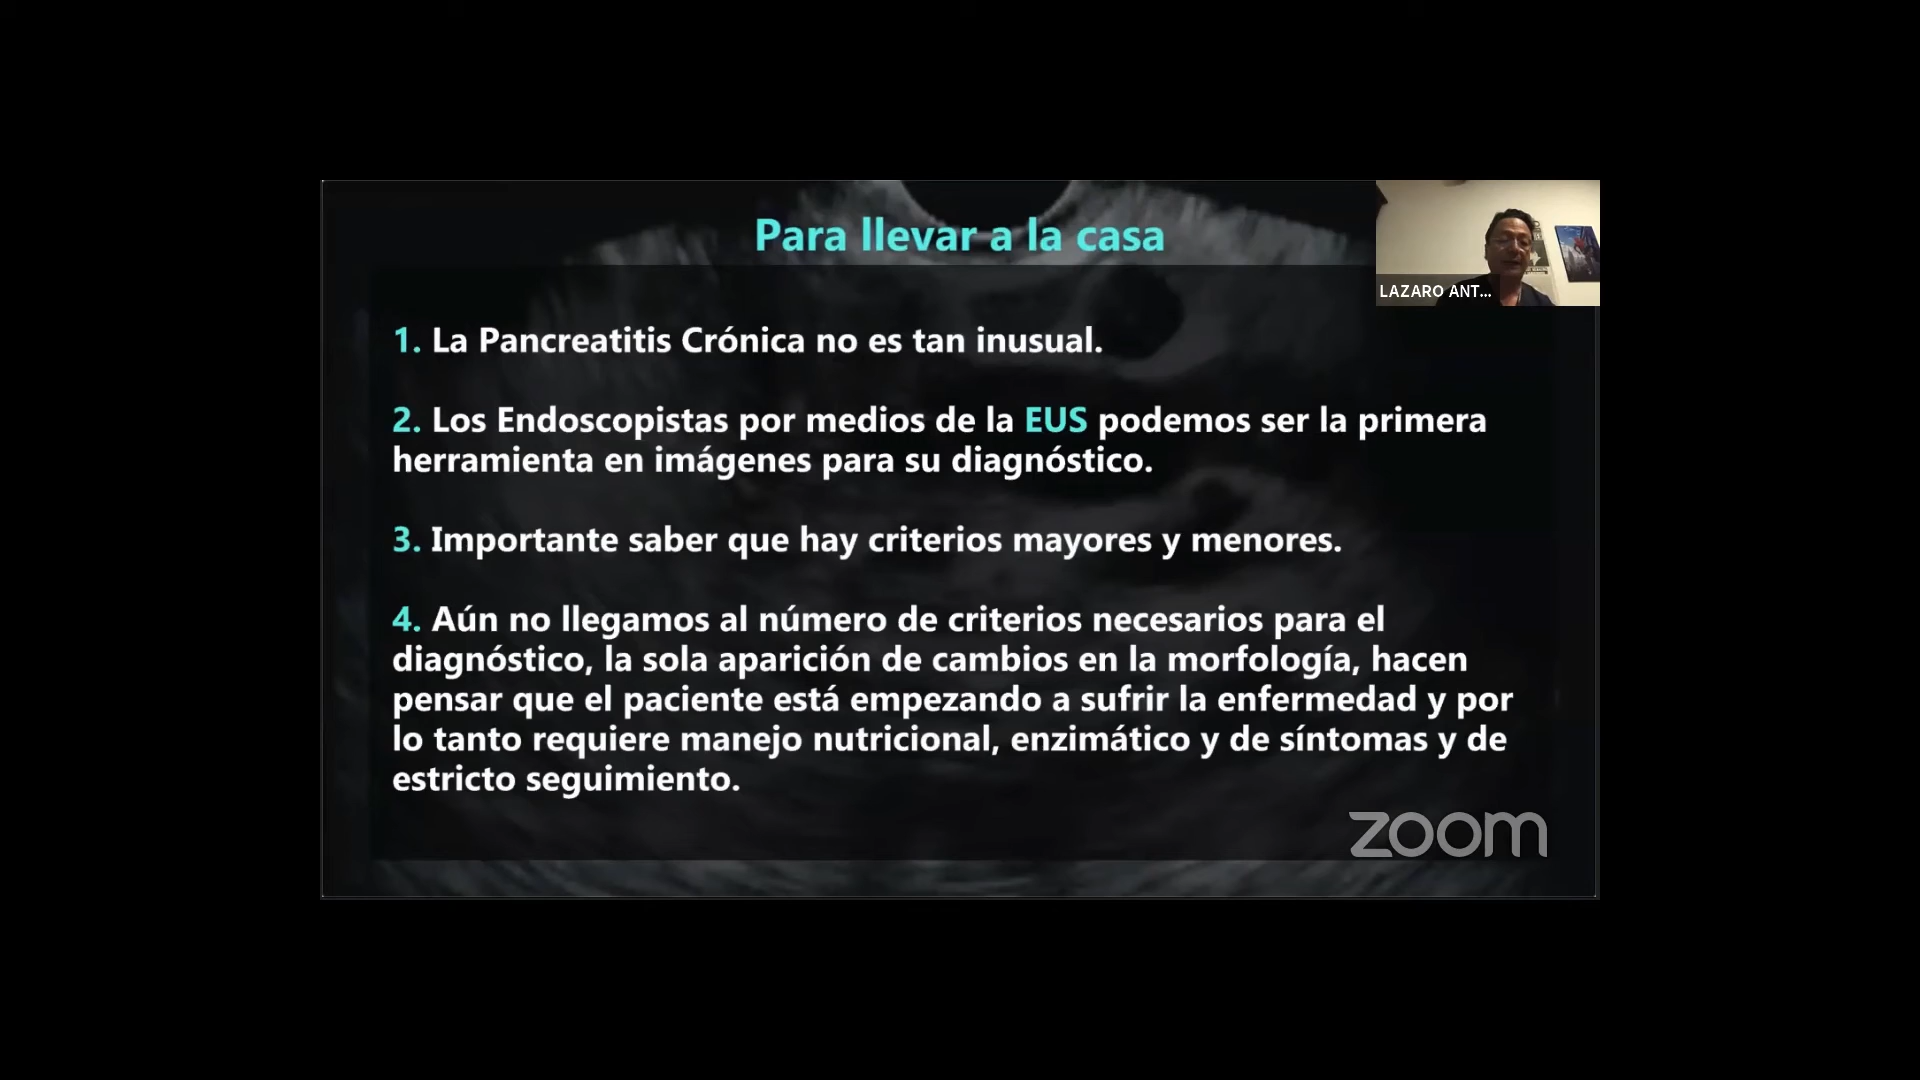 Para llevar a la casa
LAZARO ANT...
1. La Pancreatitis Crónica no es tan inusual.
2. Los Endoscopistas por medios de la EUS podemos ser la primera
herramienta en imágenes para su diagnóstico.
3. Importante saber que hay criterios mayores y menores.
4. Aún no llegamos al número de criterios necesarios para el
diagnóstico, la sola aparición de cambios en la morfología, hacen
pensar que el paciente está empezando a sufrir la enfermedad y por
lo tanto requiere manejo nutricional, enzimático y de síntomas y de
estricto seguimiento.
zoom